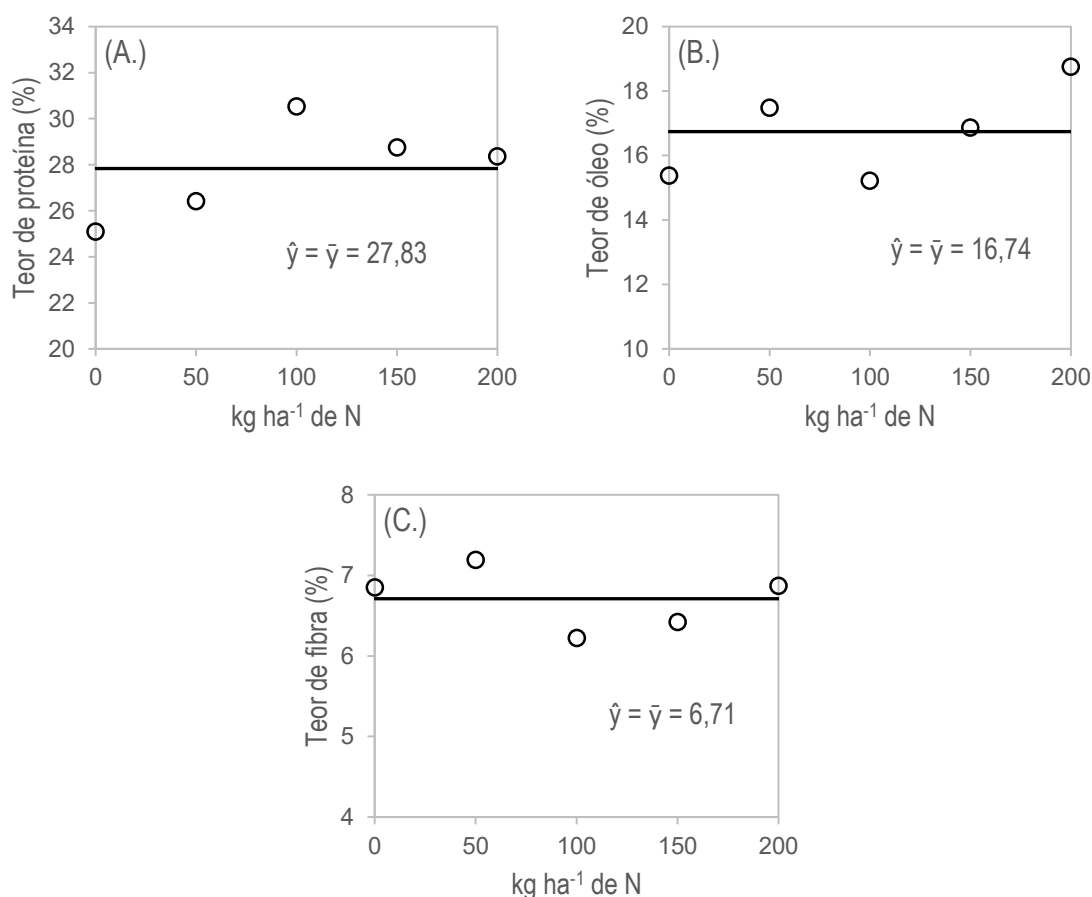 (A.)
34
32
30
28
26
24
22
20
Teor de proteína (%)
ŷ = ȳ = 27,83
0 50 100 150 200
kg ha⁻¹ de N
(B.)
20
18
16
14
12
10
Teor de óleo (%)
ŷ = ȳ = 16,74
0 50 100 150 200
kg ha⁻¹ de N
(C.)
8
7
6
5
4
Teor de fibra (%)
ŷ = ȳ = 6,71
0 50 100 150 200
kg ha⁻¹ de N